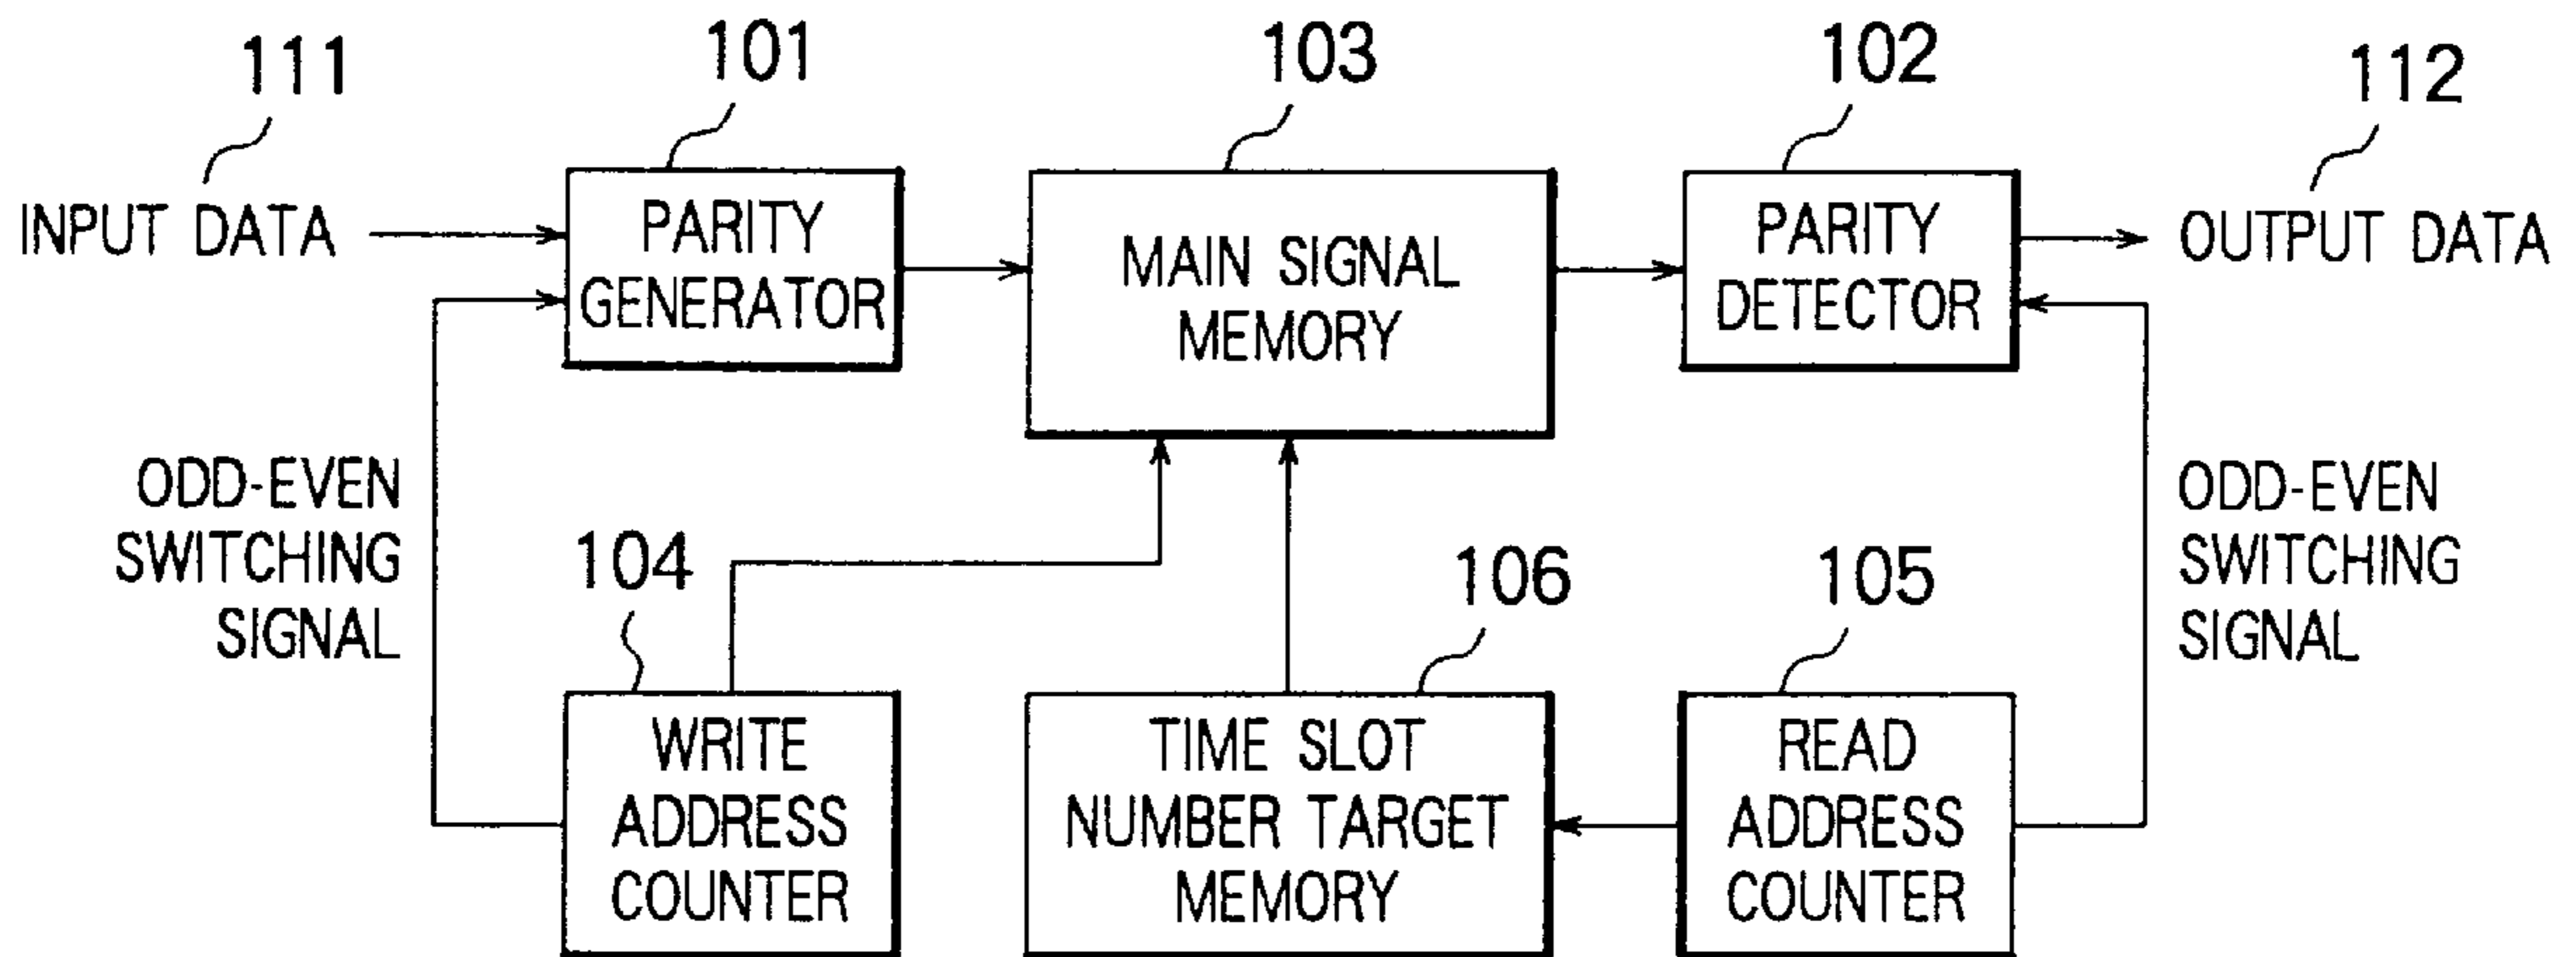 111
101
103
102
112
INPUT DATA
PARITY
GENERATOR
MAIN SIGNAL
MEMORY
PARITY
DETECTOR
OUTPUT DATA
ODD-EVEN
SWITCHING
SIGNAL
104
106
105
ODD-EVEN
SWITCHING
SIGNAL
WRITE
ADDRESS
COUNTER
TIME SLOT
NUMBER TARGET
MEMORY
READ
ADDRESS
COUNTER